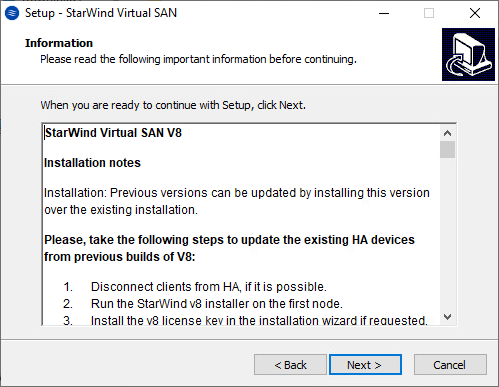 Setup - StarWind Virtual SAN
Information
Please read the following important information before continuing.
When you are ready to continue with Setup, click Next.
StarWind Virtual SAN V8
Installation notes
Installation: Previous versions can be updated by installing this version
over the existing installation.
Please, take the following steps to update the existing HA devices
from previous builds of V8:
1. Disconnect clients from HA, if it is possible.
2. Run the StarWind v8 installer on the first node.
3. Install the v8 license key in the installation wizard if requested.
< Back
Next >
Cancel